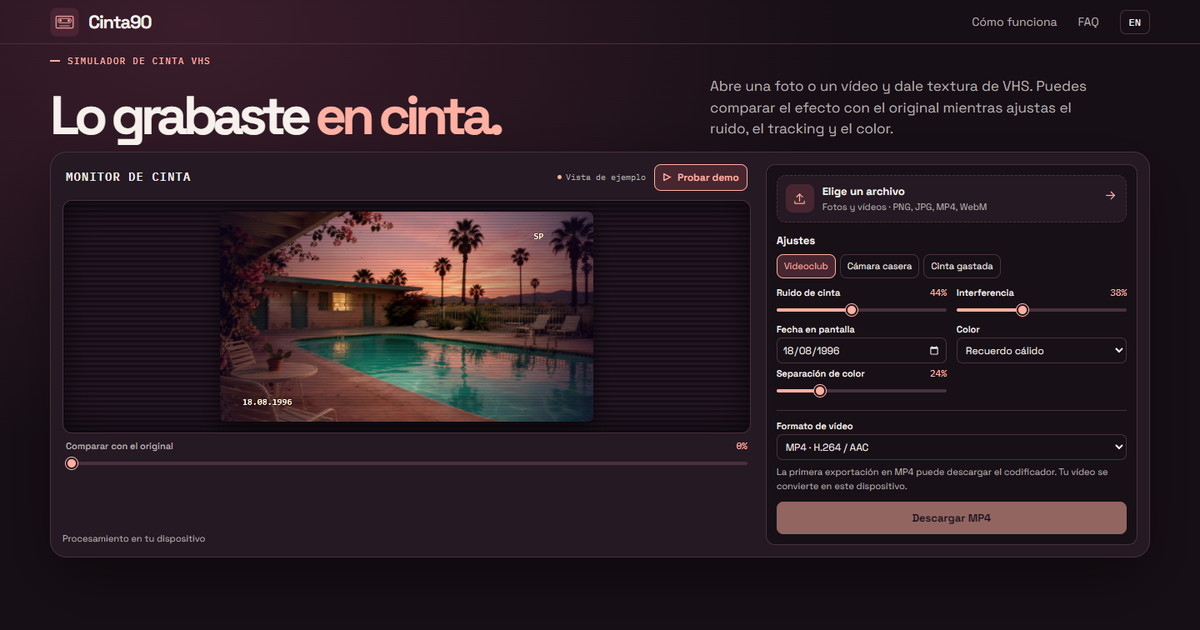 Cinta90
Cómo funciona
FAQ
EN
SIMULADOR DE CINTA VHS
Lo grabaste en cinta.
Abre una foto o un vídeo y dale textura de VHS. Puedes
comparar el efecto con el original mientras ajustas el
ruido, el tracking y el color.
MONITOR DE CINTA
Vista de ejemplo
Probar demo
SP
18.08.1996
Comparar con el original
0%
Procesamiento en tu dispositivo
Elige un archivo
Fotos y vídeos · PNG, JPG, MP4, WebM
Ajustes
Videoclub
Cámara casera
Cinta gastada
Ruido de cinta
44%
Interferencia
38%
Fecha en pantalla
Color
18/08/1996
Recuerdo cálido
Separación de color
24%
Formato de vídeo
MP4 · H.264 / AAC
La primera exportación en MP4 puede descargar el codificador. Tu vídeo se
convierte en este dispositivo.
Descargar MP4